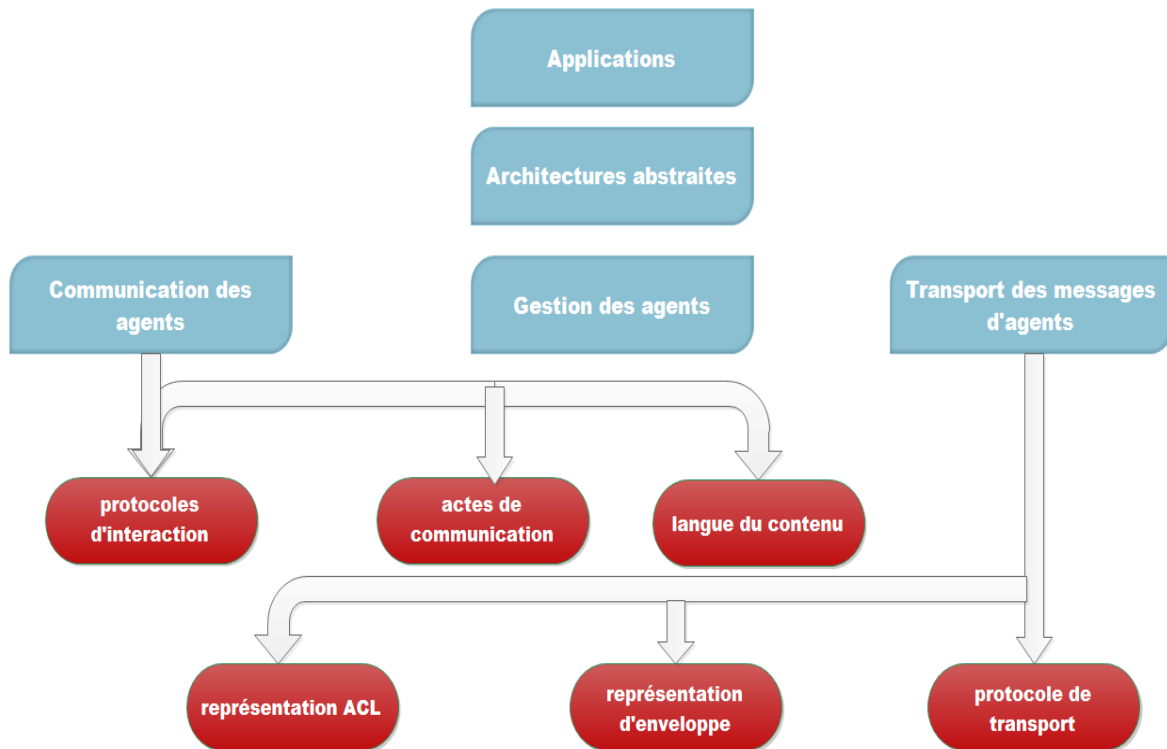 Applications
Architectures abstraites
Communication des
agents
Gestion des agents
Transport des messages
d'agents
protocoles
d'interaction
actes de
communication
langue du contenu
représentation ACL
représentation
d'enveloppe
protocole de
transport